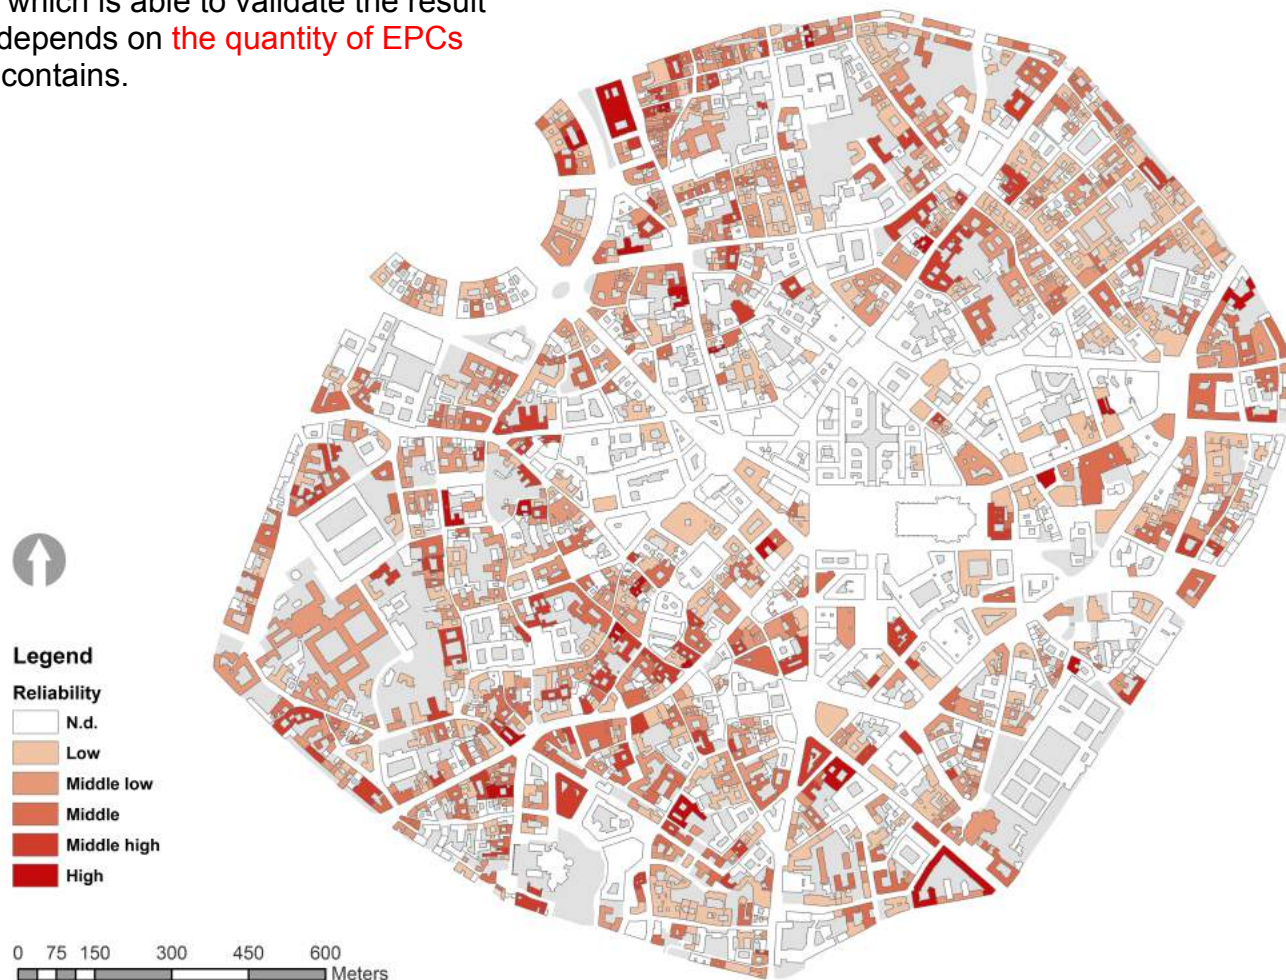 which is able to validate the result
depends on the quantity of EPCs
contains.
Legend
Reliability
N.d.
Low
Middle low
Middle
Middle high
High
0 75 150 300 450 600
Meters